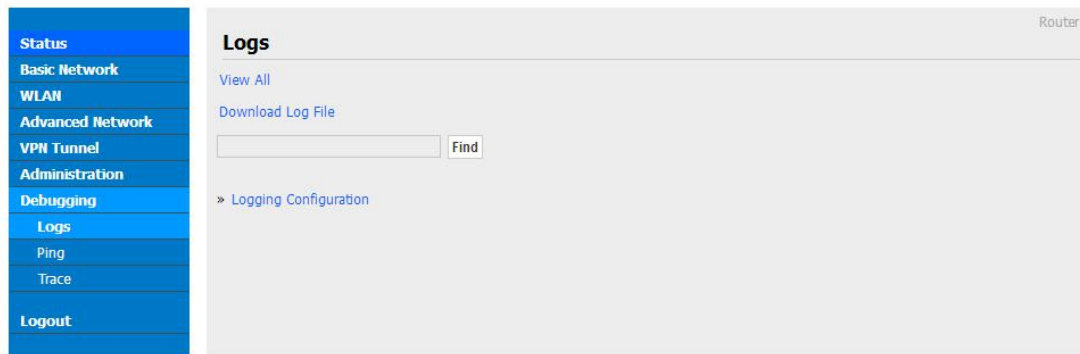 Router
Status
Basic Network
WLAN
Advanced Network
VPN Tunnel
Administration
Debugging
Logs
Ping
Trace
Logout
Logs
View All
Download Log File
Find
» Logging Configuration